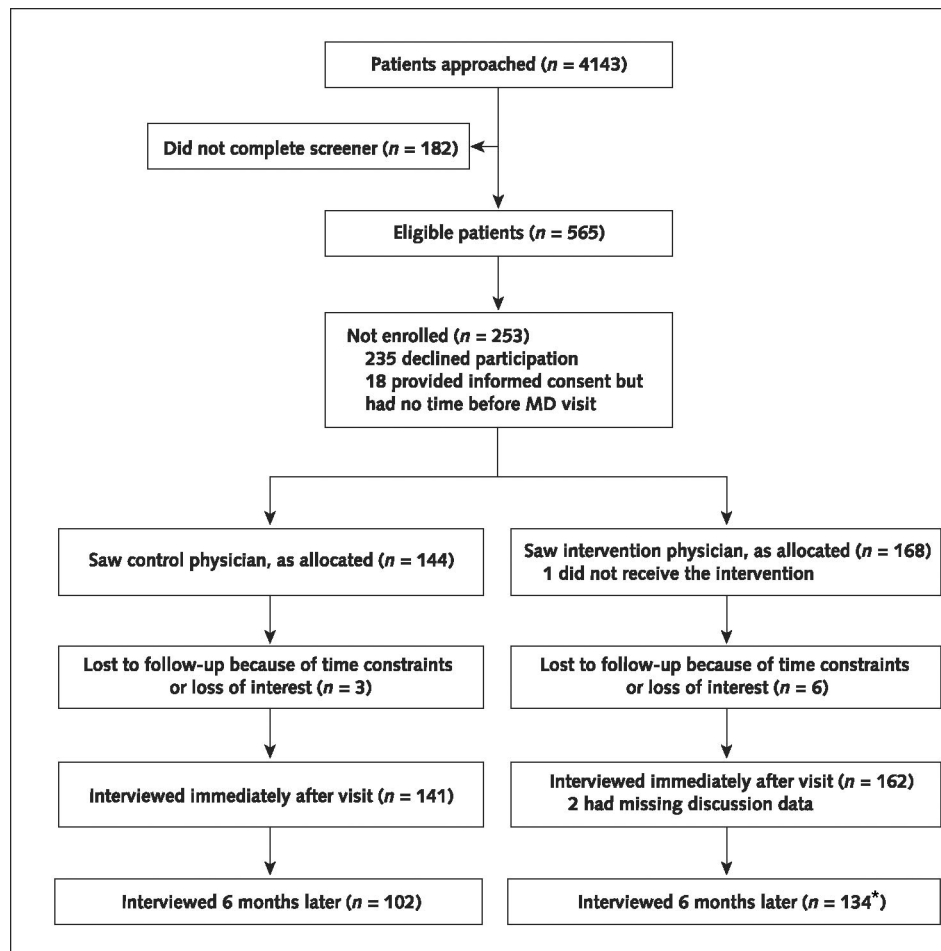 Patients approached (n = 4143)
Did not complete screener (n = 182)
Eligible patients (n = 565)
Not enrolled (n = 253)
235 declined participation
18 provided informed consent but
had no time before MD visit
Saw control physician, as allocated (n = 144)
Saw intervention physician, as allocated (n = 168)
1 did not receive the intervention
Lost to follow-up because of time constraints
or loss of interest (n = 3)
Lost to follow-up because of time constraints
or loss of interest (n = 6)
Interviewed immediately after visit (n = 141)
Interviewed immediately after visit (n = 162)
2 had missing discussion data
Interviewed 6 months later (n = 102)
Interviewed 6 months later (n = 134*)